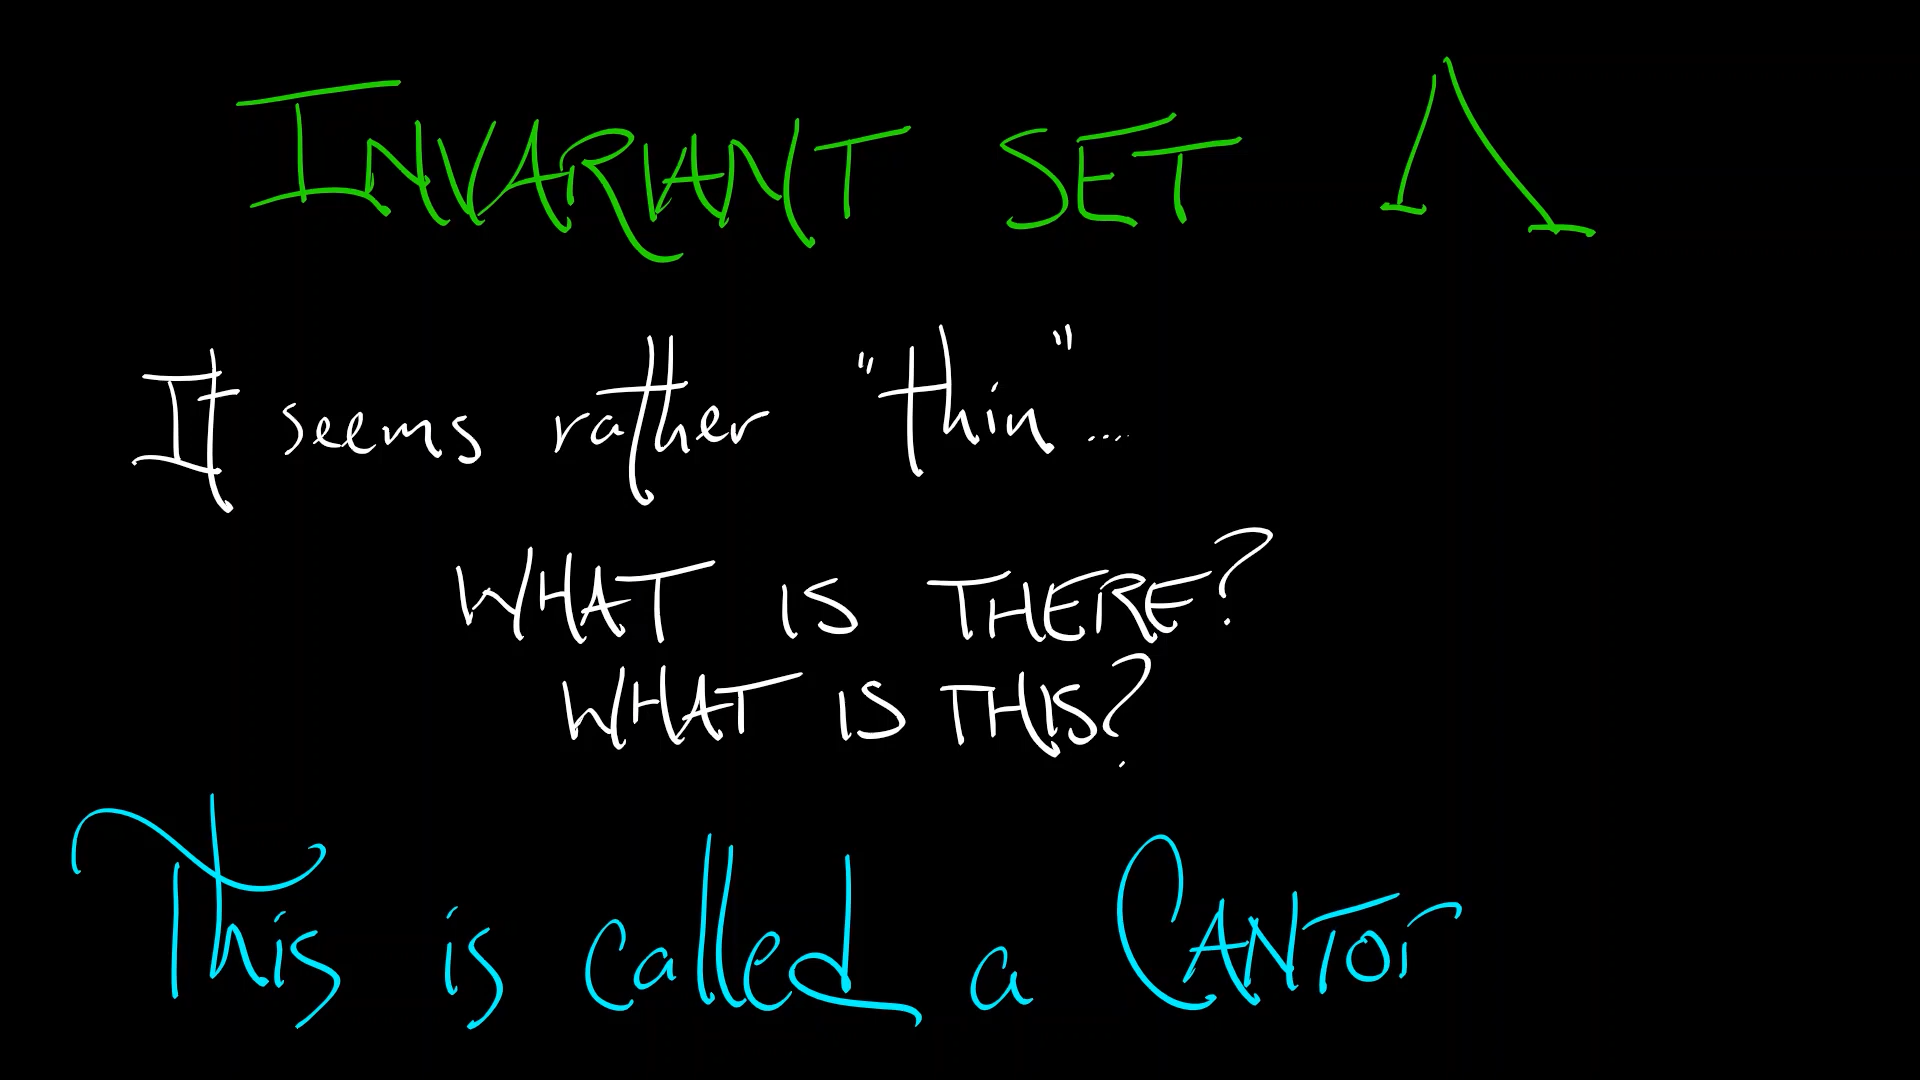 INVARIANT SET Λ
It seems rather "thin"....
WHAT IS THERE?
WHAT IS THIS?
This is called a CANTOr